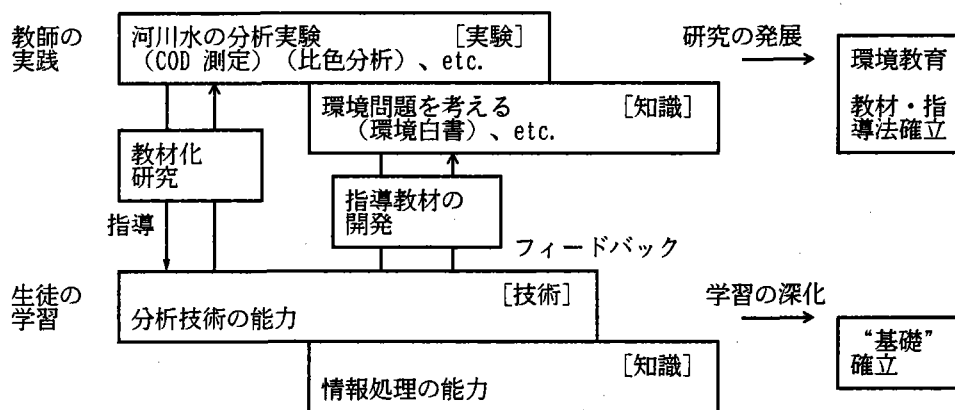 教師の
実践
河川水の分析実験 [実験]
(COD 測定)(比色分析)、etc.
環境問題を考える [知識]
(環境白書)、etc.
研究の発展
環境教育
教材・指
導法確立
教材化
研究
指導教材の
開発
指導
フィードバック
生徒の
学習
[技術]
分析技術の能力
[知識]
情報処理の能力
学習の深化
“基礎”
確立